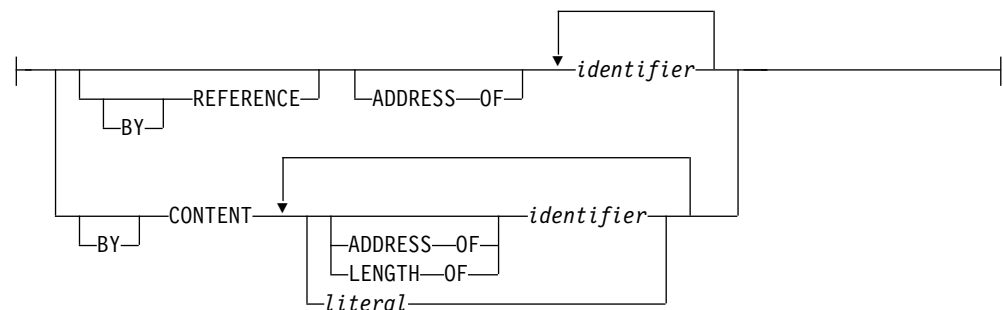 identifier
REFERENCE ADDRESS OF
BY
CONTENT identifier
BY ADDRESS OF
LENGTH OF
literal